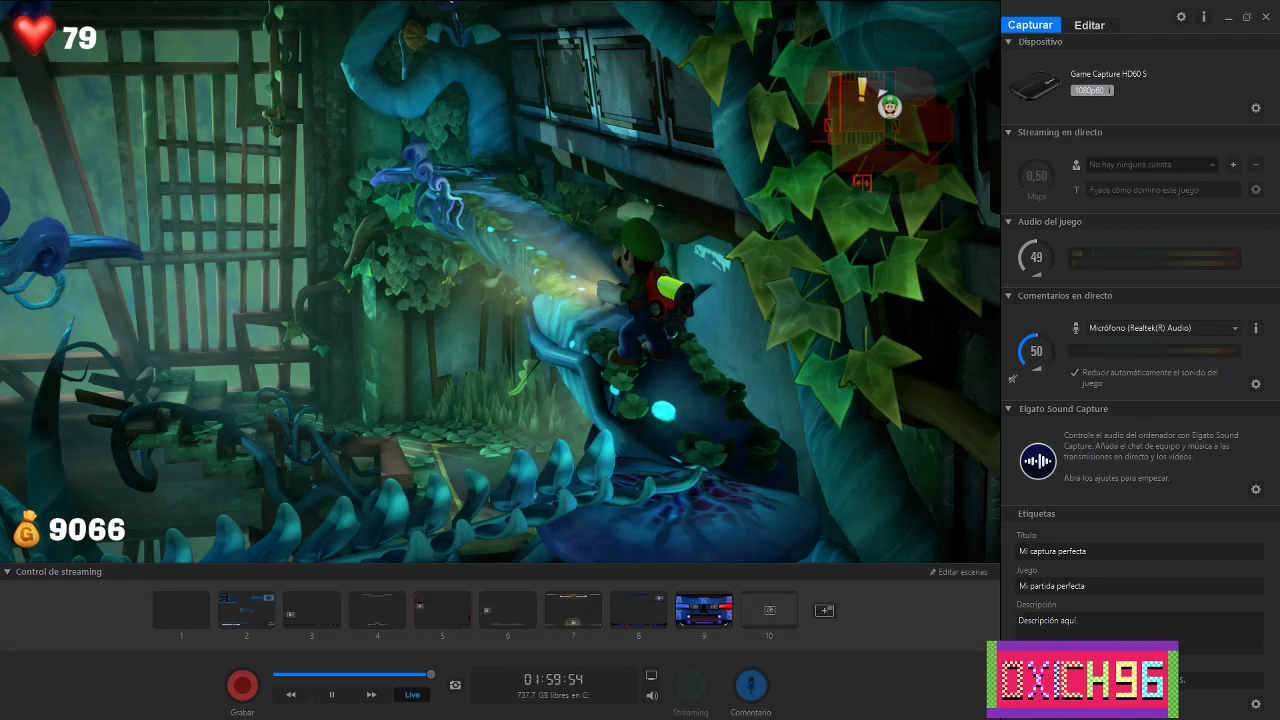 79
9066
Capturar Editar
Dispositivo
Game Capture HD60 S
1080p60
Streaming en directo
0,50
Mbps
No hay ninguna cuenta
T Fíjaos cómo domino este juego
Audio del juego
49
Comentarios en directo
50
Micrófono (Realtek(R) Audio)
Reducir automáticamente el sonido del
juego
Elgato Sound Capture
Controle el audio del ordenador con Elgato Sound
Capture. Añada el chat de equipo y música a las
transmisiones en directo y los vídeos.
Abra los ajustes para empezar.
Etiquetas
Título
Mi captura perfecta
Juego
Mi partida perfecta
Descripción
Descripción aquí.
Control de streaming
Editar escenas
1 2 3 4 5 6 7 8 9 10
Live
01:59:54
737.7 GB libres en C:
Grabar
Streaming
Comentario
OXICH96